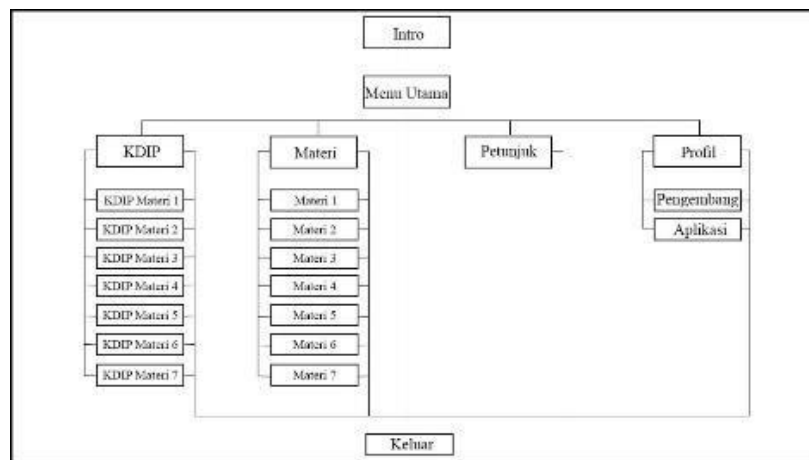 Intro
Menu Utama
KDIP
Materi
Petunjuk
Profil
KDIP Materi 1
KDIP Materi 2
KDIP Materi 3
KDIP Materi 4
KDIP Materi 5
KDIP Materi 6
KDIP Materi 7
Materi 1
Materi 2
Materi 3
Materi 4
Materi 5
Materi 6
Materi 7
Pengembang
Aplikasi
Keluar